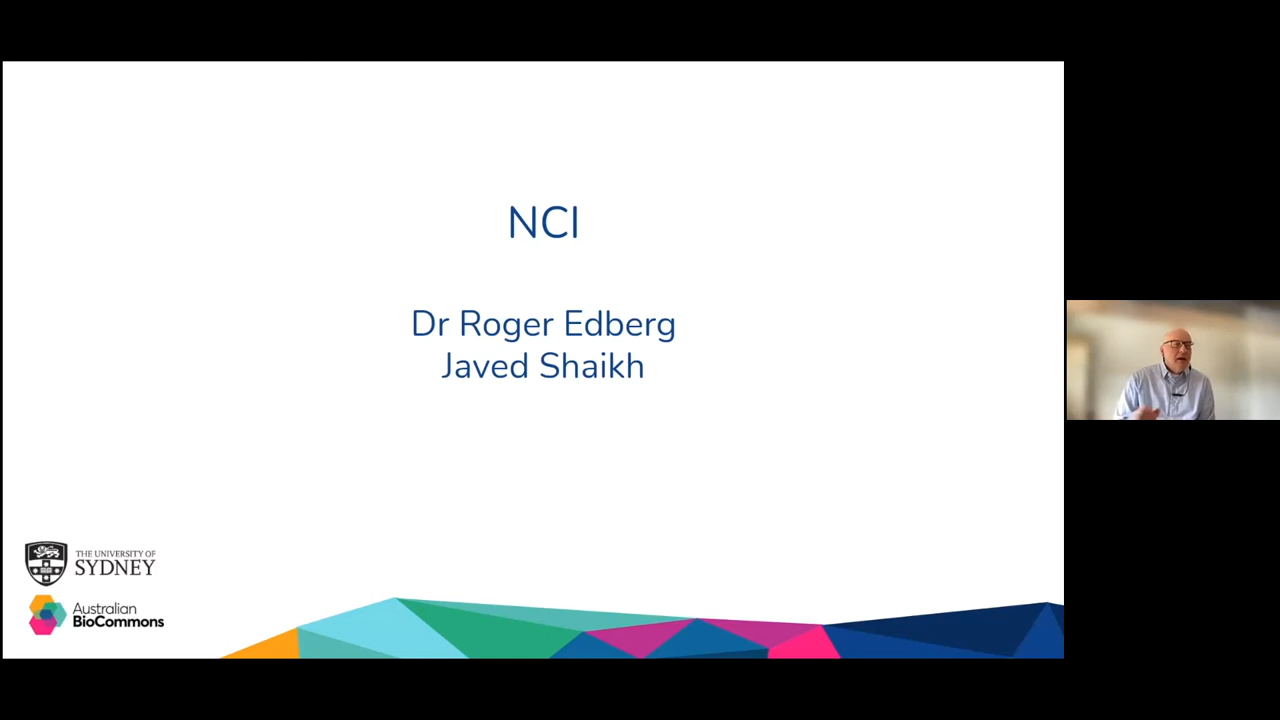 NCI
Dr Roger Edberg
Javed Shaikh
THE UNIVERSITY OF
SYDNEY
Australian
BioCommons